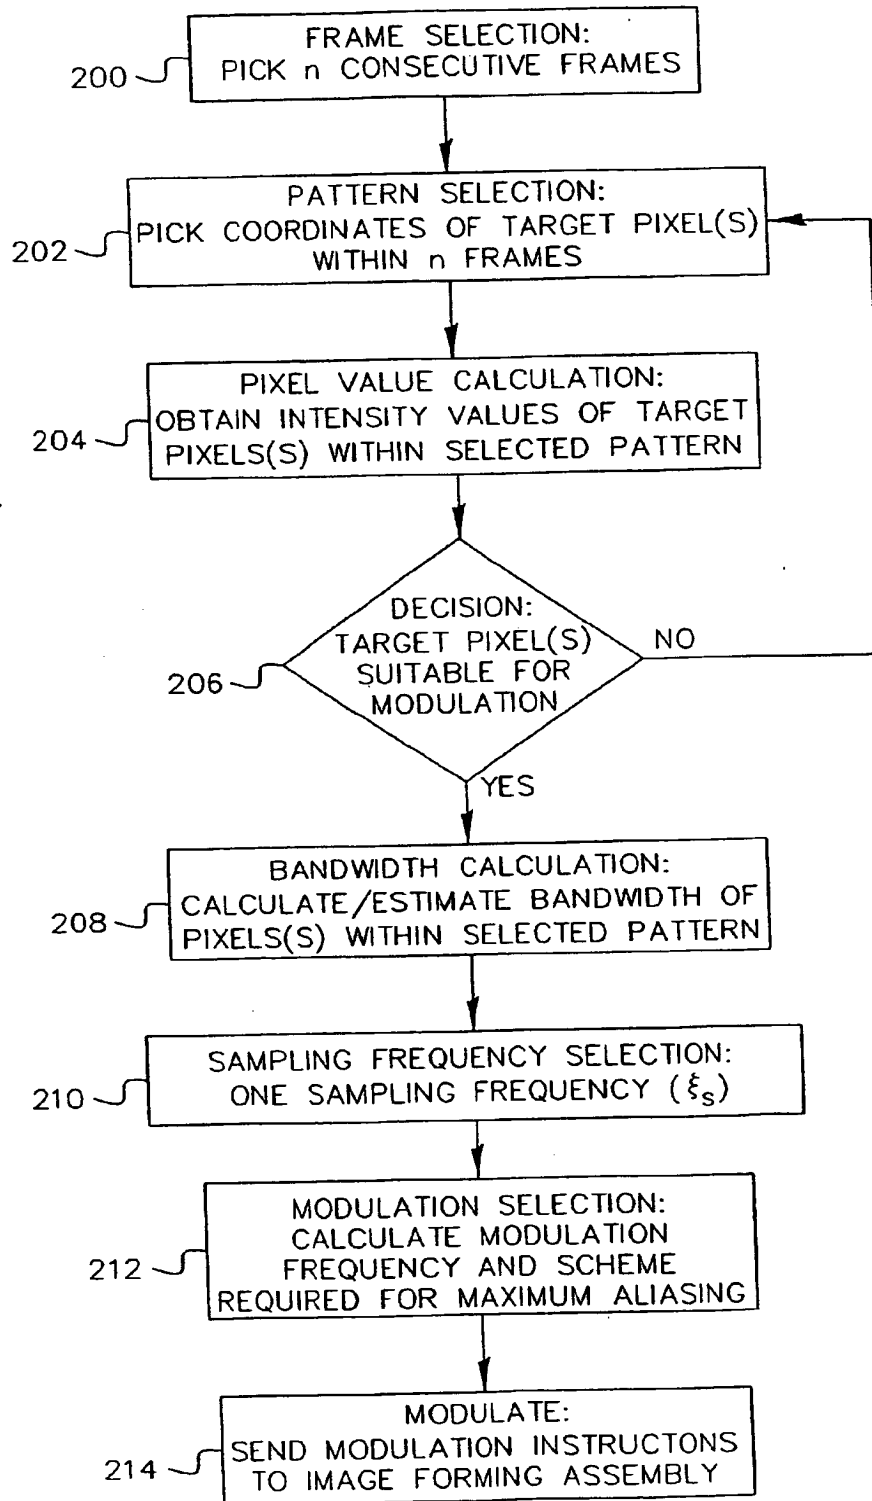 FRAME SELECTION:
PICK n CONSECUTIVE FRAMES
200
PATTERN SELECTION:
PICK COORDINATES OF TARGET PIXEL(S)
WITHIN n FRAMES
202
PIXEL VALUE CALCULATION:
OBTAIN INTENSITY VALUES OF TARGET
PIXELS(S) WITHIN SELECTED PATTERN
204
DECISION:
TARGET PIXEL(S)
SUITABLE FOR
MODULATION
206
NO
YES
BANDWIDTH CALCULATION:
CALCULATE/ESTIMATE BANDWIDTH OF
PIXELS(S) WITHIN SELECTED PATTERN
208
SAMPLING FREQUENCY SELECTION:
ONE SAMPLING FREQUENCY (ξs)
210
MODULATION SELECTION:
CALCULATE MODULATION
FREQUENCY AND SCHEME
REQUIRED FOR MAXIMUM ALIASING
212
MODULATE:
SEND MODULATION INSTRUCTONS
TO IMAGE FORMING ASSEMBLY
214